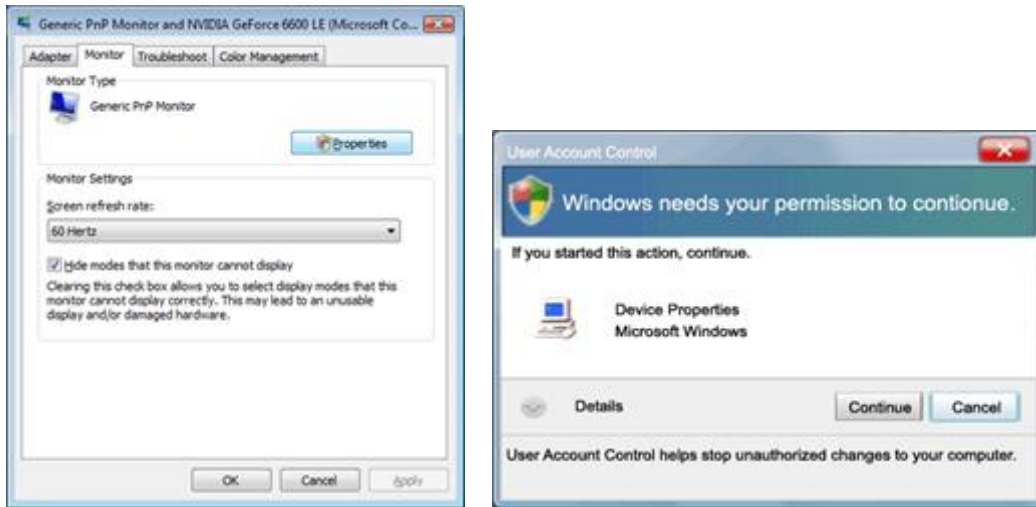 Generic PnP Monitor and NVIDIA GeForce 6600 LE (Microsoft Co...
Adapter Monitor Troubleshoot Color Management
Monitor Type
Generic PnP Monitor
Properties
Monitor Settings
Screen refresh rate:
60 Hertz
Hide modes that this monitor cannot display
Clearing this check box allows you to select display modes that this
monitor cannot display correctly. This may lead to an unusable
display and/or damaged hardware.
OK Cancel Apply
User Account Control
Windows needs your permission to contionue.
If you started this action, continue.
Device Properties
Microsoft Windows
Details Continue Cancel
User Account Control helps stop unauthorized changes to your computer.